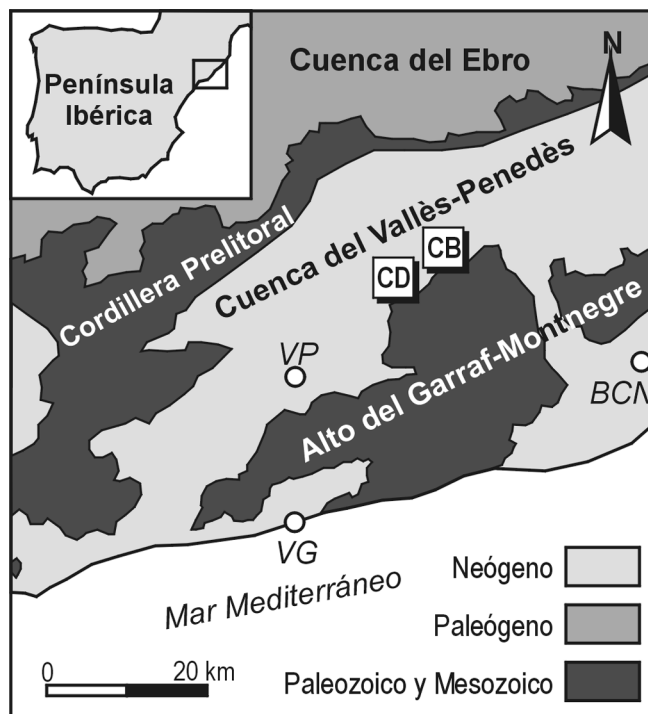 Península
Ibérica
Cuenca del Ebro
N
Cuenca del Vallès-Penedès
Cordillera Prelitoral
CB
CD
Alto del Garraf-Montnegre
VP
BCN
VG
Mar Mediterráneo
Neógeno
Paleógeno
Paleozoico y Mesozoico
0 20 km